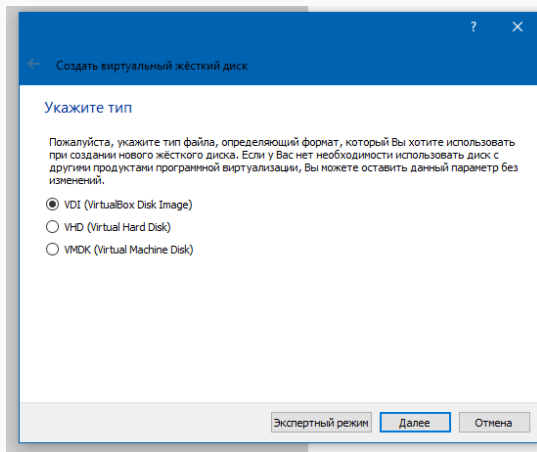 Создать виртуальный жёсткий диск
Укажите тип
Пожалуйста, укажите тип файла, определяющий формат, который Вы хотите использовать
при создании нового жёсткого диска. Если у Вас нет необходимости использовать диск с
другими продуктами программной виртуализации, Вы можете оставить данный параметр без
изменений.
VDI (VirtualBox Disk Image)
VHD (Virtual Hard Disk)
VMDK (Virtual Machine Disk)
Экспертный режим Далее Отмена